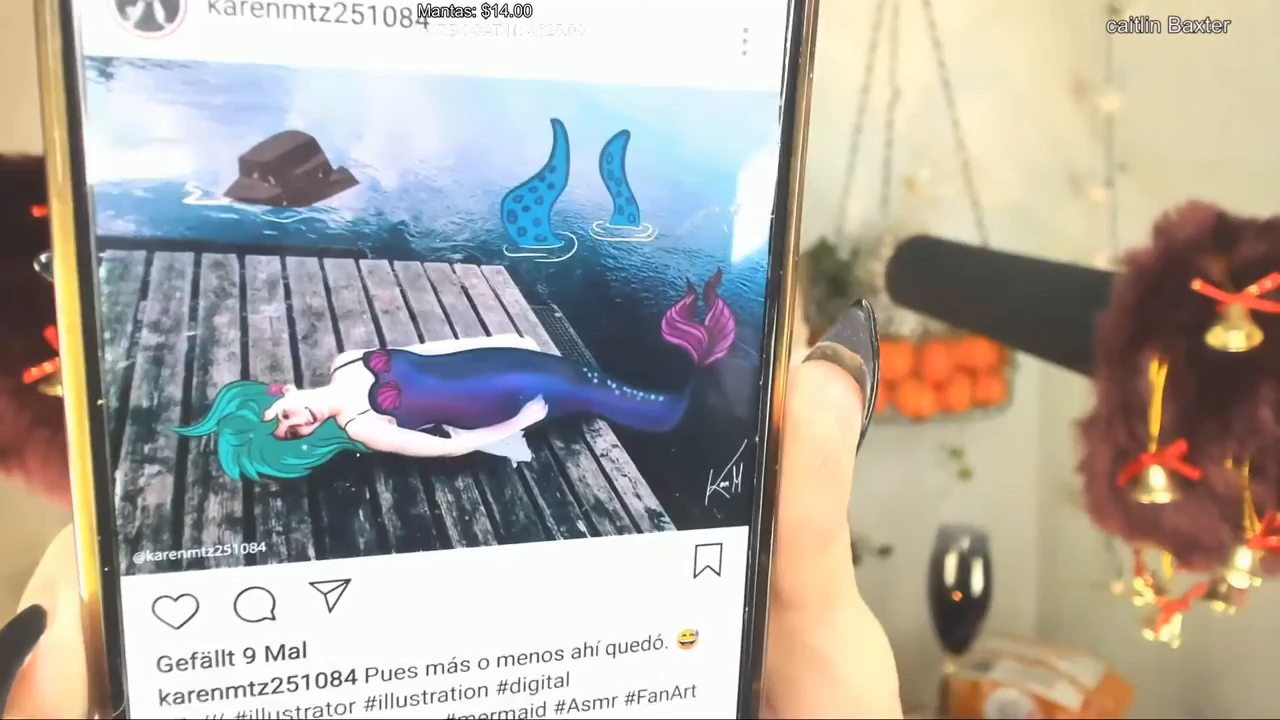 karenmtz251084
Mantas: $14.00
caitlin Baxter
Kan M
@karenmtz251084
Gefällt 9 Mal
karenmtz251084 Pues más o menos ahí quedó. 😅
#illustrator #illustration #digital
#mermaid #Asmr #FanArt